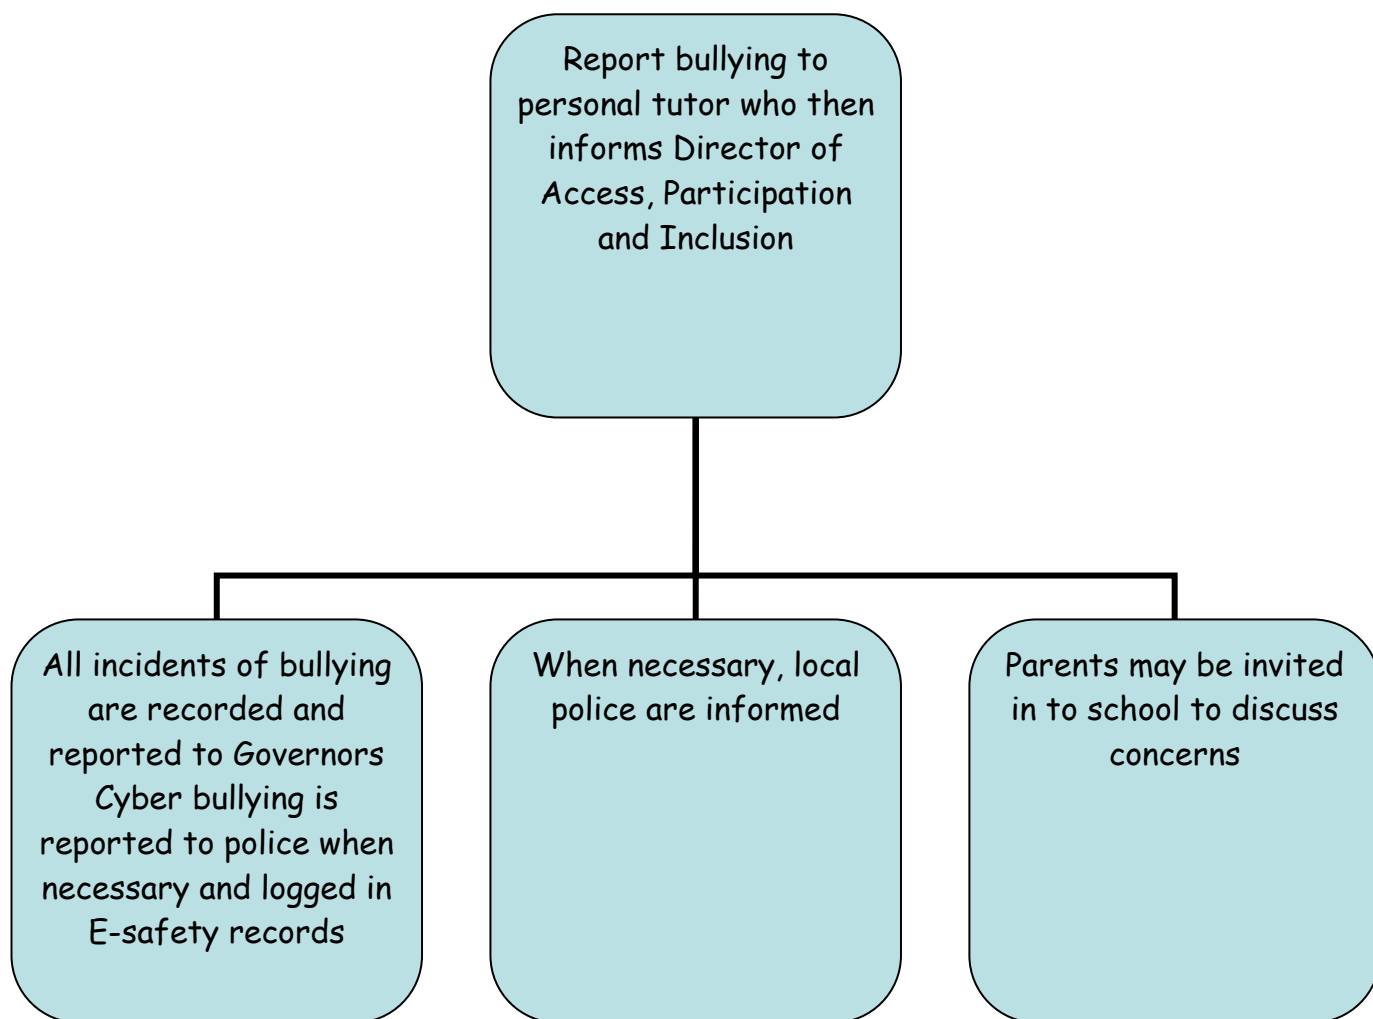 Report bullying to
personal tutor who then
informs Director of
Access, Participation
and Inclusion
All incidents of bullying
are recorded and
reported to Governors
Cyber bullying is
reported to police when
necessary and logged in
E-safety records
When necessary, local
police are informed
Parents may be invited
in to school to discuss
concerns